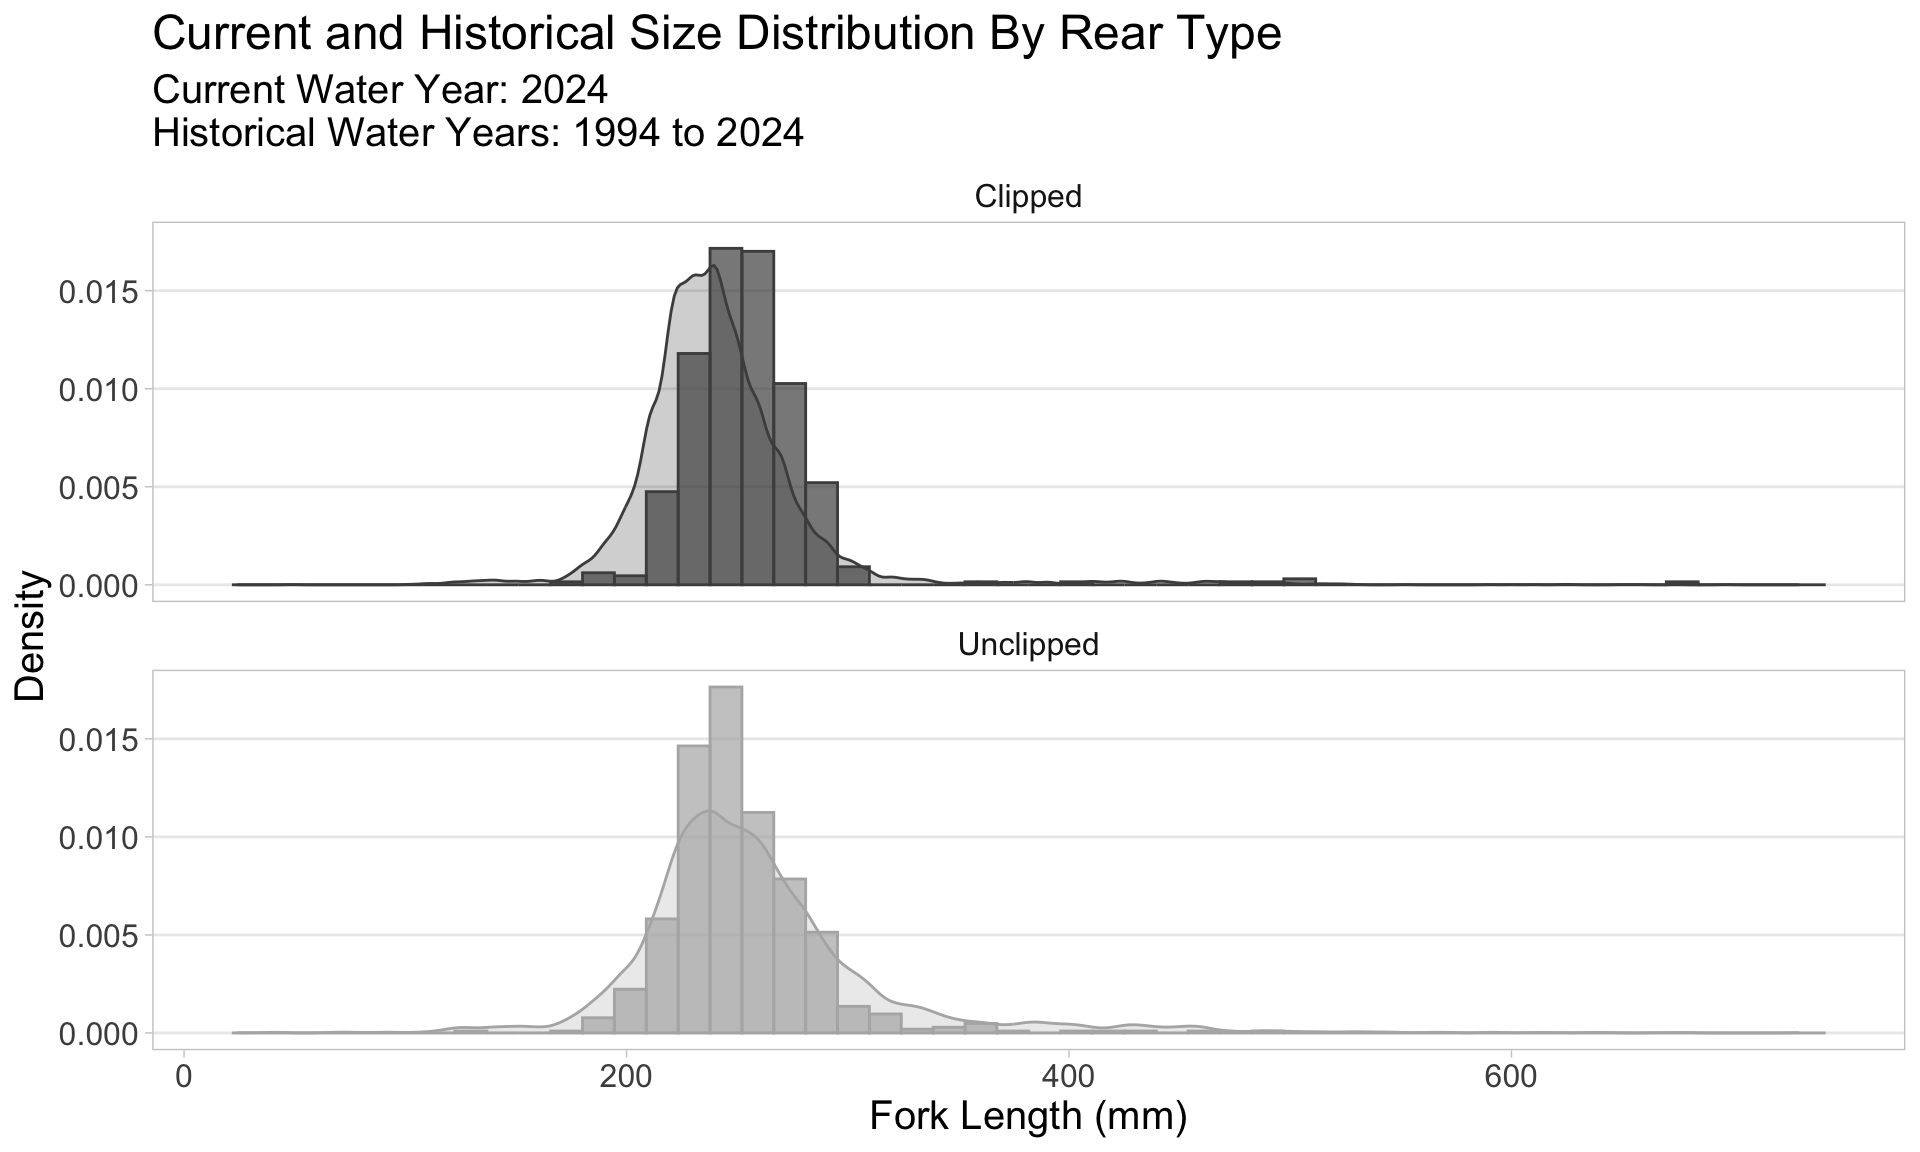 Current and Historical Size Distribution By Rear Type
Current Water Year: 2024
Historical Water Years: 1994 to 2024
Clipped
0.015
0.010
0.005
0.000
Density
Unclipped
0.015
0.010
0.005
0.000
0 200 400 600
Fork Length (mm)